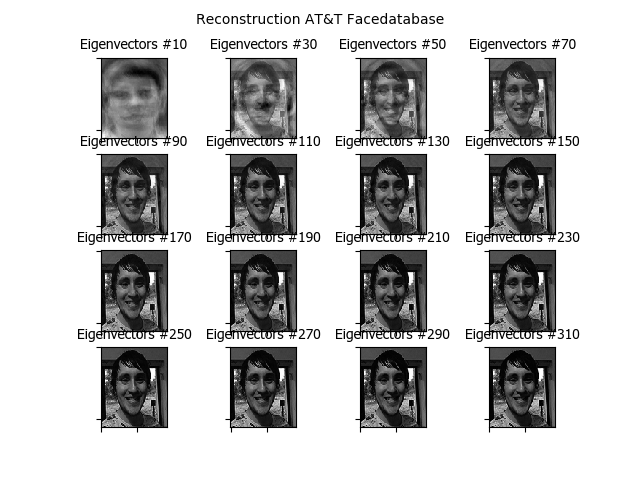 Reconstruction AT&T Facedatabase
Eigenvectors #10 Eigenvectors #30 Eigenvectors #50 Eigenvectors #70
Eigenvectors #90 Eigenvectors #110 Eigenvectors #130 Eigenvectors #150
Eigenvectors #170 Eigenvectors #190 Eigenvectors #210 Eigenvectors #230
Eigenvectors #250 Eigenvectors #270 Eigenvectors #290 Eigenvectors #310